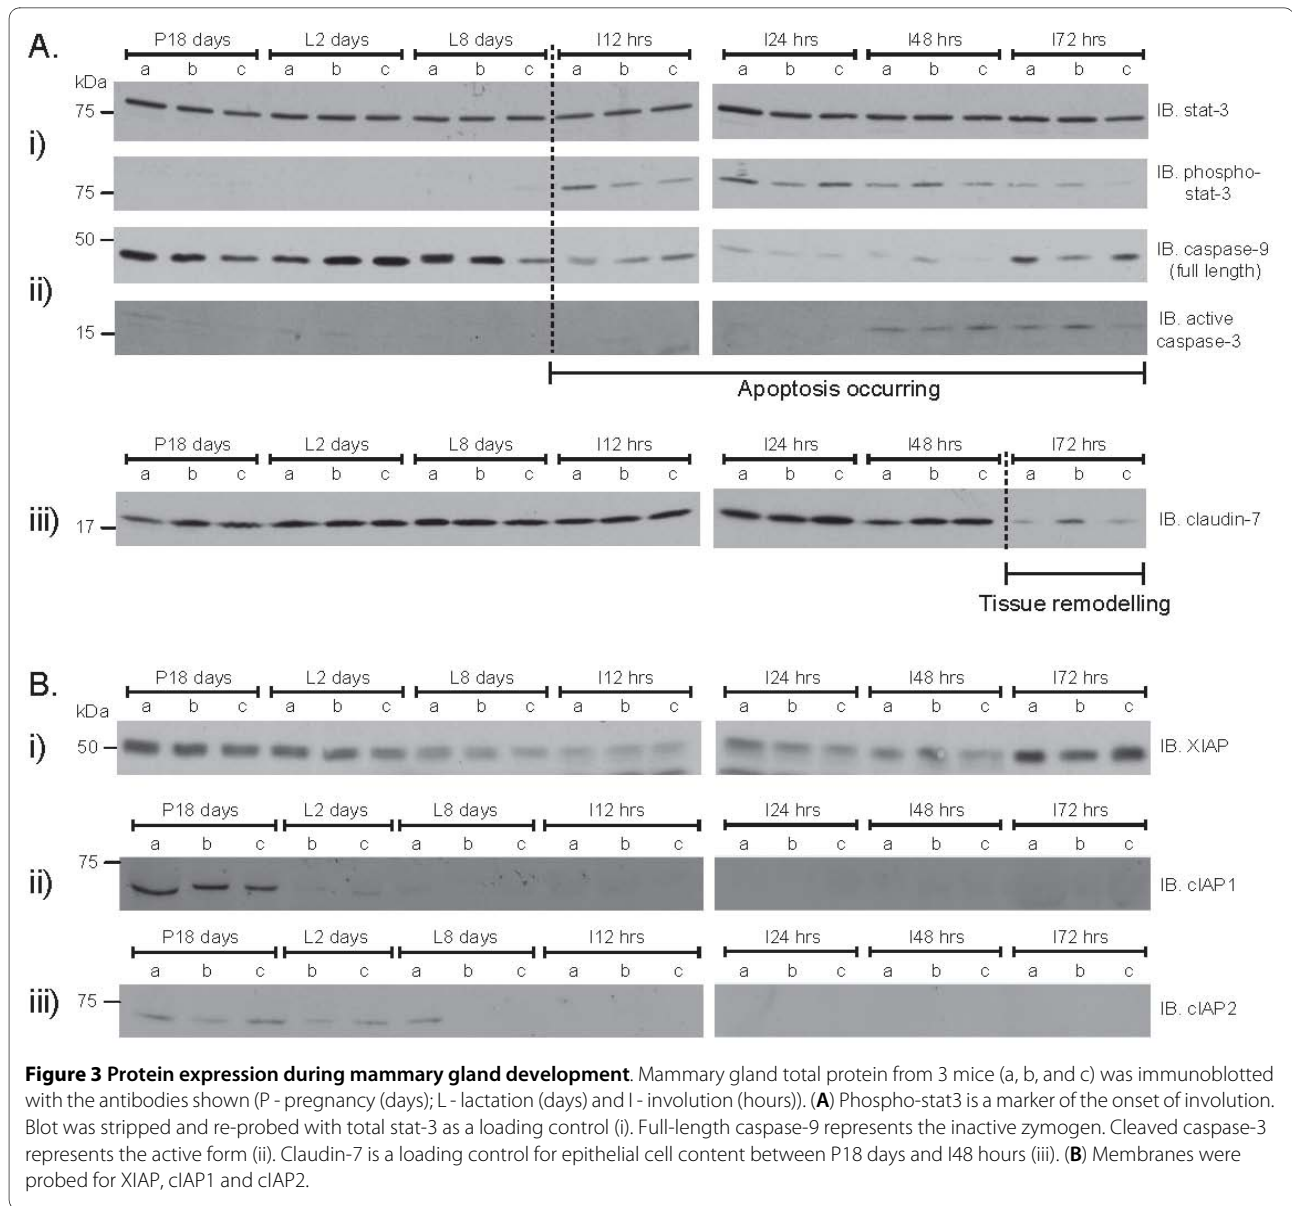 A.
P18 days L2 days L8 days I12 hrs I24 hrs I48 hrs I72 hrs
kDa a b c a b c a b c a b c a b c a b c a b c
i)
75 IB. stat-3
75 IB. phospho-
stat-3
ii)
50 IB. caspase-9
(full length)
15 IB. active
caspase-3
Apoptosis occurring
P18 days L2 days L8 days I12 hrs I24 hrs I48 hrs I72 hrs
a b c a b c a b c a b c a b c a b c a b c
iii) 17 IB. claudin-7
Tissue remodelling
B.
P18 days L2 days L8 days I12 hrs I24 hrs I48 hrs I72 hrs
kDa a b c a b c a b c a b c a b c a b c a b c
i) 50 IB. XIAP
P18 days L2 days L8 days I12 hrs I24 hrs I48 hrs I72 hrs
a b c b c a b c a b c a b c a b c a b c
ii) 75 IB. cIAP1
P18 days L2 days L8 days I12 hrs I24 hrs I48 hrs I72 hrs
a b c b c a b c a b c a b c a b c a b c
iii) 75 IB. cIAP2
Figure 3 Protein expression during mammary gland development. Mammary gland total protein from 3 mice (a, b, and c) was immunoblotted
with the antibodies shown (P - pregnancy (days); L - lactation (days) and I - involution (hours)). (A) Phospho-stat3 is a marker of the onset of involution.
Blot was stripped and re-probed with total stat-3 as a loading control (i). Full-length caspase-9 represents the inactive zymogen. Cleaved caspase-3
represents the active form (ii). Claudin-7 is a loading control for epithelial cell content between P18 days and I48 hours (iii). (B) Membranes were
probed for XIAP, cIAP1 and cIAP2.